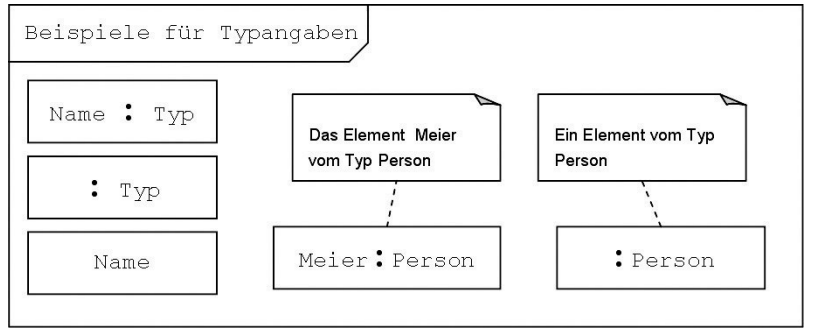 Beispiele für Typangaben
Name : Typ
: Typ
Name
Das Element Meier
vom Typ Person
Ein Element vom Typ
Person
Meier:Person
:Person